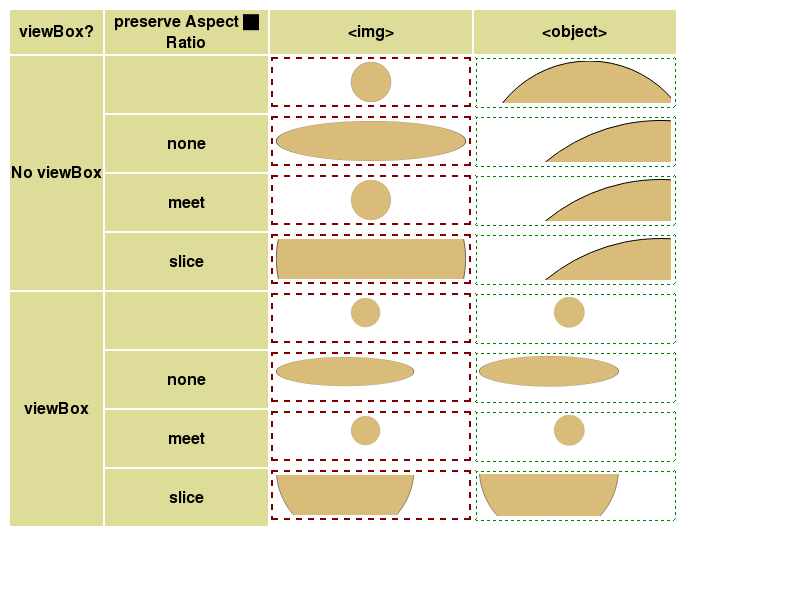 viewBox?
preserve Aspect
Ratio
<img>
<object>
No viewBox
none
meet
slice
viewBox
none
meet
slice